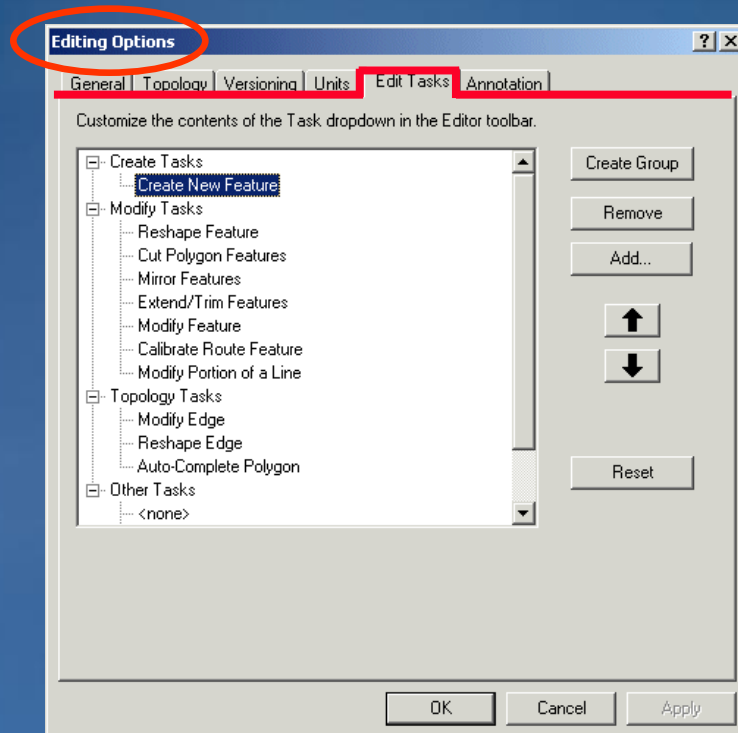 Editing Options
General Topology Versioning Units Edit Tasks Annotation
Customize the contents of the Task dropdown in the Editor toolbar.
Create Tasks
Create New Feature
Modify Tasks
Reshape Feature
Cut Polygon Features
Mirror Features
Extend/Trim Features
Modify Feature
Calibrate Route Feature
Modify Portion of a Line
Topology Tasks
Modify Edge
Reshape Edge
Auto-Complete Polygon
Other Tasks
<none>
Create Group
Remove
Add...
Reset
OK Cancel Apply